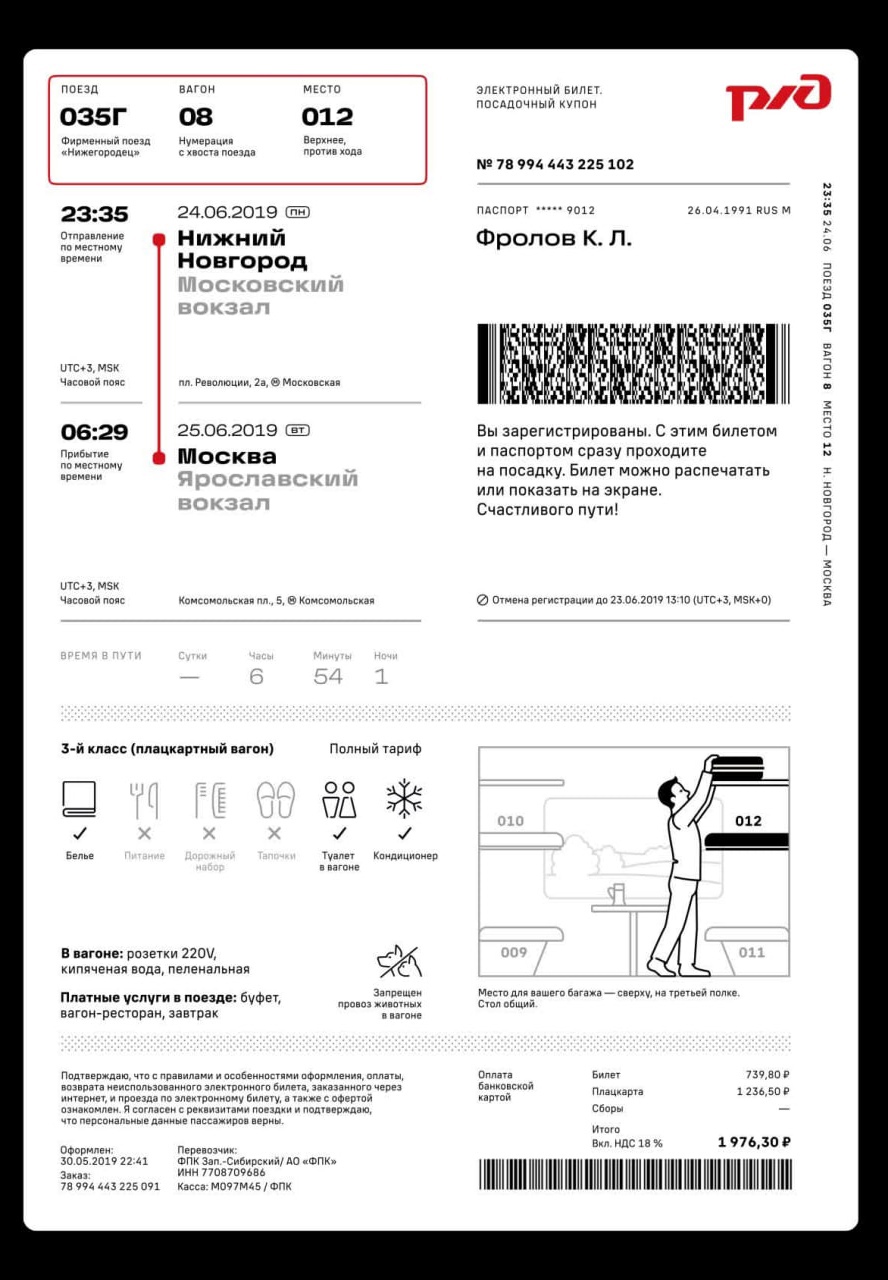 ПОЕЗД
035Г
Фирменный поезд
«Нижегородец»
ВАГОН
08
Нумерация
с хвоста поезда
МЕСТО
012
Верхнее,
против хода
ЭЛЕКТРОННЫЙ БИЛЕТ.
ПОСАДОЧНЫЙ КУПОН
ржд
№ 78 994 443 225 102
23:35
Отправление
по местному
времени
24.06.2019 ПН
Нижний
Новгород
Московский
вокзал
UTC+3, MSK
Часовой пояс
пл. Революции, 2а, Ⓜ Московская
06:29
Прибытие
по местному
времени
25.06.2019 ВТ
Москва
Ярославский
вокзал
UTC+3, MSK
Часовой пояс
Комсомольская пл., 5, Ⓜ Комсомольская
ПАСПОРТ ***** 9012
26.04.1991 RUS М
Фролов К. Л.
Вы зарегистрированы. С этим билетом
и паспортом сразу проходите
на посадку. Билет можно распечатать
или показать на экране.
Счастливого пути!
Отмена регистрации до 23.06.2019 13:10 (UTC+3, MSK+0)
23:35 24.06 ПОЕЗД 035Г ВАГОН 8 МЕСТО 12 Н. НОВГОРОД — МОСКВА
ВРЕМЯ В ПУТИ
Сутки
—
Часы
6
Минуты
54
Ночи
1
3-й класс (плацкартный вагон)
Полный тариф
Белье
Питание
Дорожный
набор
Тапочки
Туалет
в вагоне
Кондиционер
В вагоне: розетки 220V,
кипяченая вода, пеленальная
Платные услуги в поезде: буфет,
вагон-ресторан, завтрак
Запрещен
провоз животных
в вагоне
010
012
009
011
Место для вашего багажа — сверху, на третьей полке.
Стол общий.
Подтверждаю, что с правилами и особенностями оформления, оплаты,
возврата неиспользованного электронного билета, заказанного через
интернет, и проезда по электронному билету, а также с офертой
ознакомлен. Я согласен с реквизитами поездки и подтверждаю,
что персональные данные пассажиров верны.
Оформлен:
30.05.2019 22:41
Заказ:
78 994 443 225 091
Перевозчик:
ФПК Зап.-Сибирский/ АО «ФПК»
ИНН 7708709686
Касса: М097М45 / ФПК
Оплата
банковской
картой
Билет 739,80 ₽
Плацкарта 1 236,50 ₽
Сборы —
Итого
Вкл. НДС 18 % 1 976,30 ₽